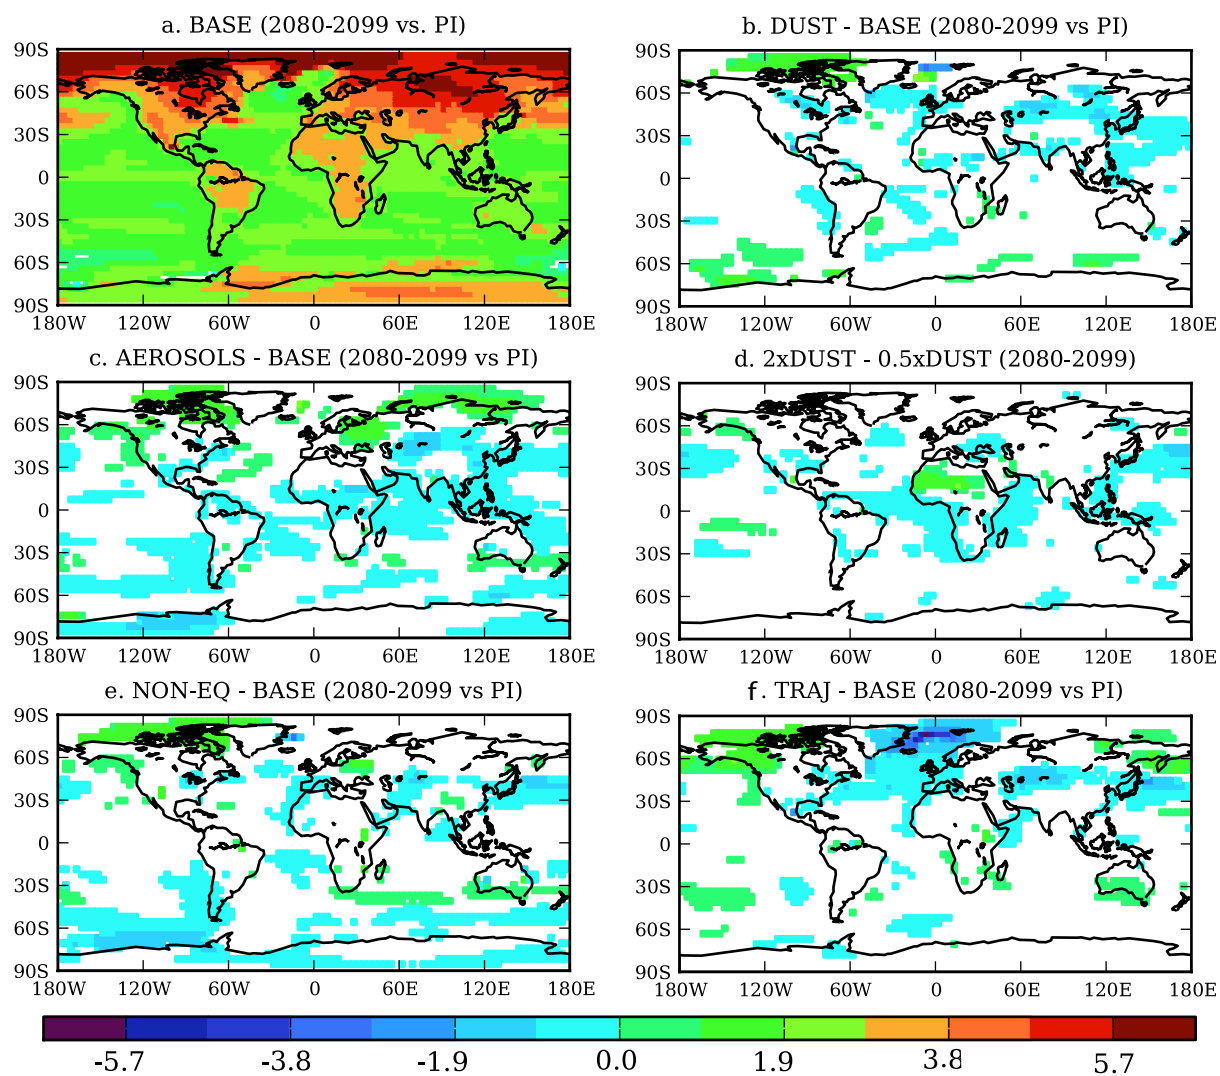 a. BASE (2080-2099 vs. PI)
b. DUST - BASE (2080-2099 vs PI)
90S
60S
30S
0
30S
60S
90S
180W 120W 60W 0 60E 120E 180E
90S
60S
30S
0
30S
60S
90S
180W 120W 60W 0 60E 120E 180E
c. AEROSOLS - BASE (2080-2099 vs PI)
d. 2xDUST - 0.5xDUST (2080-2099)
90S
60S
30S
0
30S
60S
90S
180W 120W 60W 0 60E 120E 180E
90S
60S
30S
0
30S
60S
90S
180W 120W 60W 0 60E 120E 180E
e. NON-EQ - BASE (2080-2099 vs PI)
f. TRAJ - BASE (2080-2099 vs PI)
90S
60S
30S
0
30S
60S
90S
180W 120W 60W 0 60E 120E 180E
90S
60S
30S
0
30S
60S
90S
180W 120W 60W 0 60E 120E 180E
-5.7 -3.8 -1.9 0.0 1.9 3.8 5.7